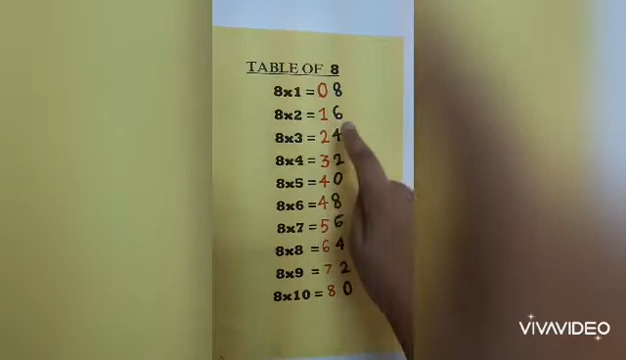 TABLE OF 8
8x1 = 08
8x2 = 16
8x3 = 24
8x4 = 32
8x5 = 40
8x6 = 48
8x7 = 56
8x8 = 64
8x9 = 72
8x10 = 80
VIVAVIDEO